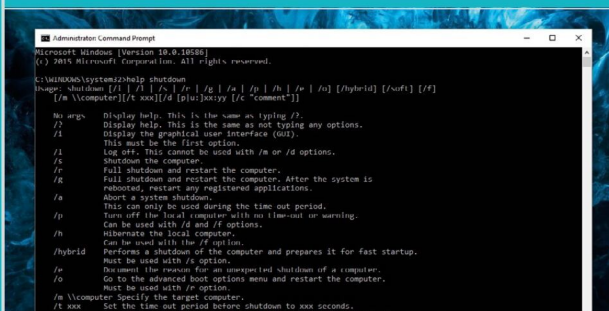 Administrator: Command Prompt
Microsoft Windows [Version 10.0.10586]
(c) 2015 Microsoft Corporation. All rights reserved.
C:\WINDOWS\system32>help shutdown
Usage: shutdown [/i | /l | /s | /r | /g | /a | /p | /h | /e | /o] [/hybrid] [/soft] [/f]
[/m \\computer][/t xxx][/d [p|u:]xx:yy [/c "comment"]]
No args Display help. This is the same as typing /?.
/? Display help. This is the same as not typing any options.
/i Display the graphical user interface (GUI).
This must be the first option.
/l Log off. This cannot be used with /m or /d options.
/s Shutdown the computer.
/r Full shutdown and restart the computer.
/g Full shutdown and restart the computer. After the system is
rebooted, restart any registered applications.
/a Abort a system shutdown.
This can only be used during the time out period.
/p Turn off the local computer with no time-out or warning.
Can be used with /d and /f options.
/h Hibernate the local computer.
Can be used with the /f option.
/hybrid Performs a shutdown of the computer and prepares it for fast startup.
Must be used with /s option.
/e Document the reason for an unexpected shutdown of a computer.
/o Go to the advanced boot options menu and restart the computer.
Must be used with /r option.
/m \\computer Specify the target computer.
/t xxx Set the time out period before shutdown to xxx seconds.